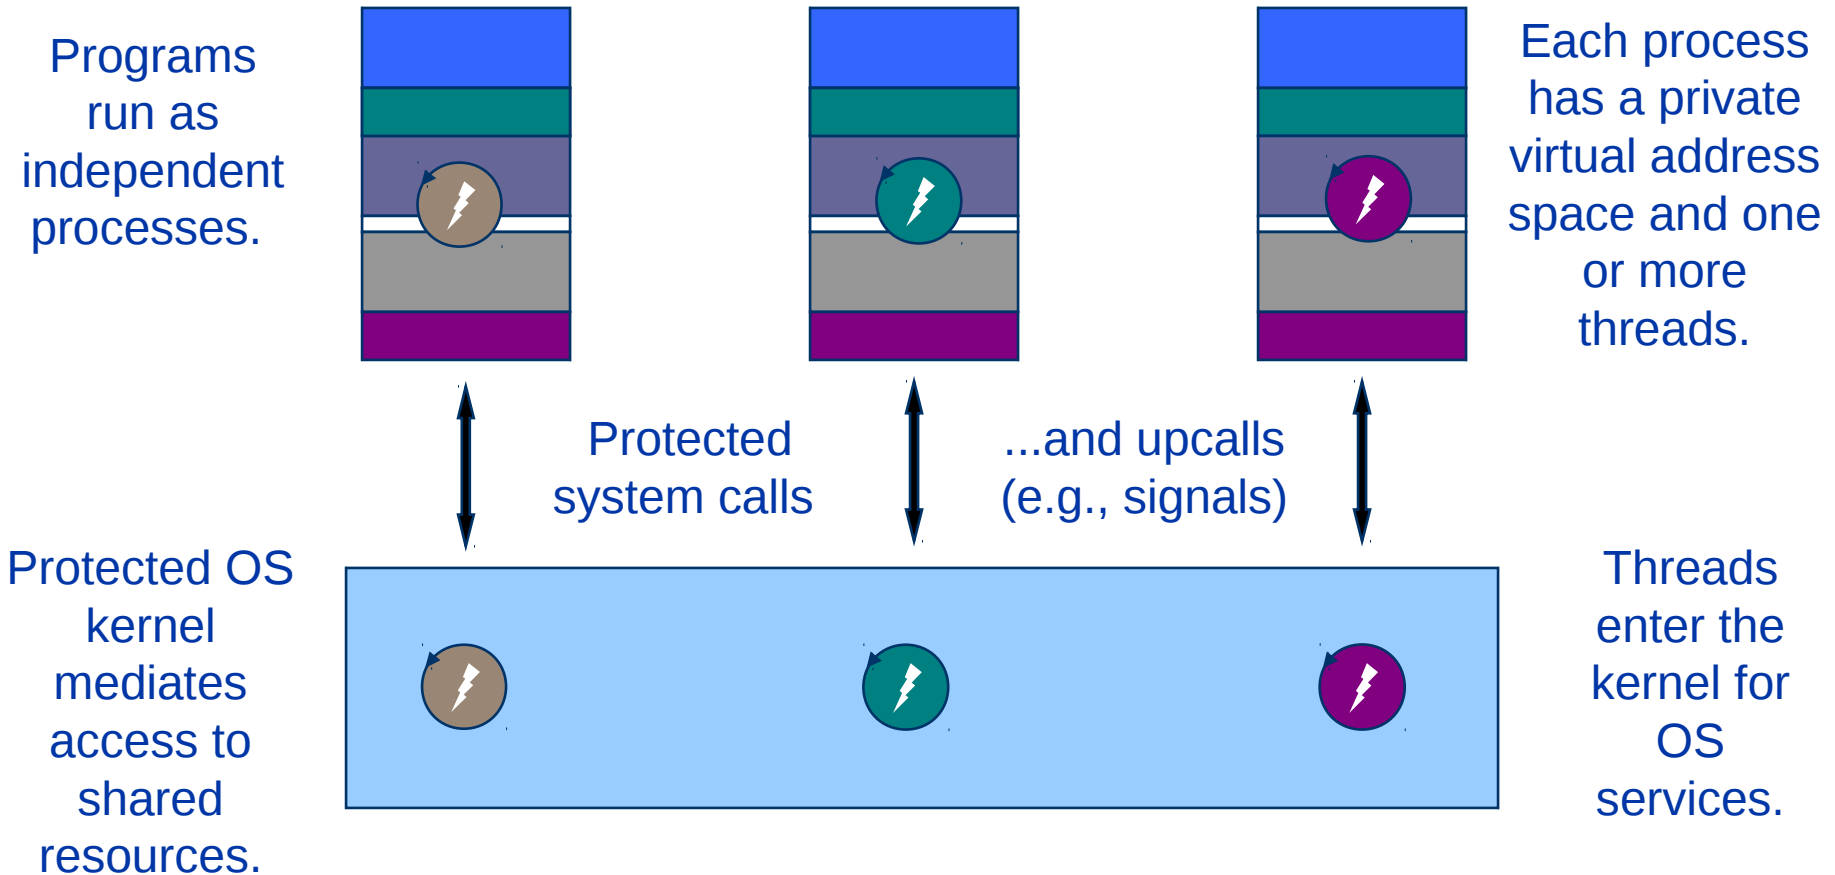 Programs
run as
independent
processes.
Each process
has a private
virtual address
space and one
or more
threads.
Protected
system calls
...and upcalls
(e.g., signals)
Protected OS
kernel
mediates
access to
shared
resources.
Threads
enter the
kernel for
OS
services.